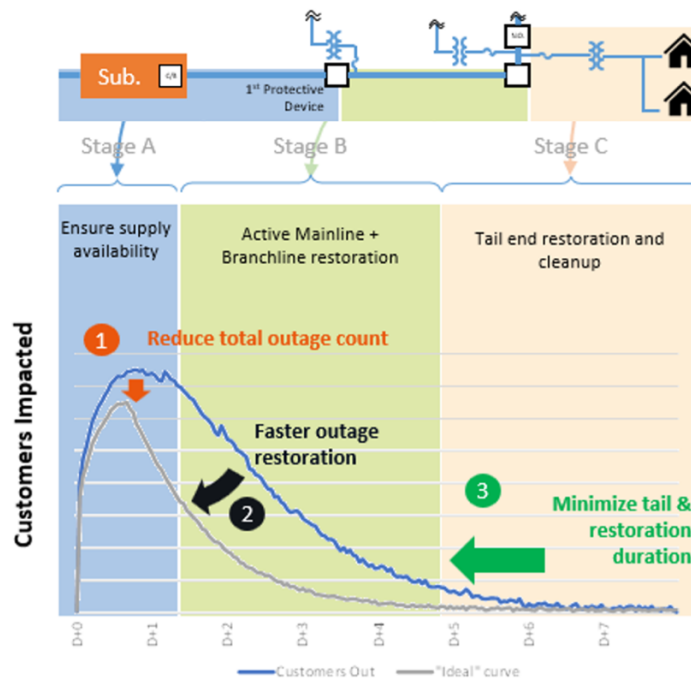 Sub.
C/B
1st Protective
Device
N.O.
Stage A
Stage B
Stage C
Ensure supply
availability
Active Mainline +
Branchline restoration
Tail end restoration and
cleanup
Customers Impacted
1
Reduce total outage count
Faster outage
restoration
2
3
Minimize tail &
restoration
duration
D+0
D+1
D+2
D+3
D+4
D+5
D+6
D+7
Customers Out
"Ideal" curve